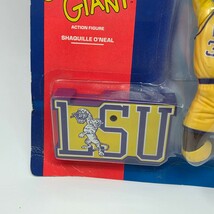 GIANT
ACTION FIGURE
SHAQUILLE O'NEAL
LSU